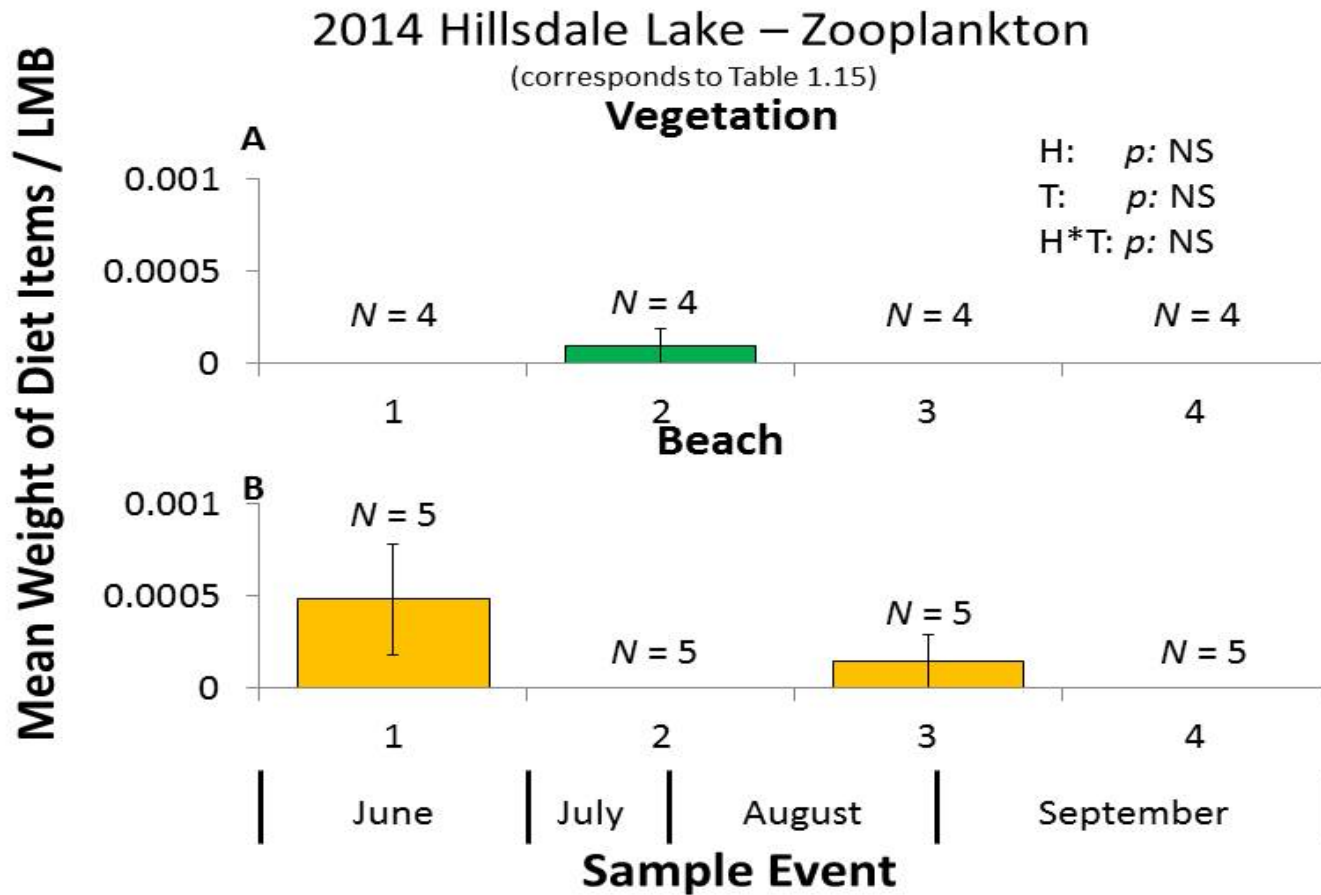 2014 Hillsdale Lake – Zooplankton
(corresponds to Table 1.15)
Vegetation
Mean Weight of Diet Items / LMB
A
H: p: NS
T: p: NS
H*T: p: NS
0.001
0.0005
0
N = 4
N = 4
N = 4
N = 4
1 2 3 4
Beach
B
0.001
0.0005
0
N = 5
N = 5
N = 5
N = 5
1 2 3 4
June July August September
Sample Event